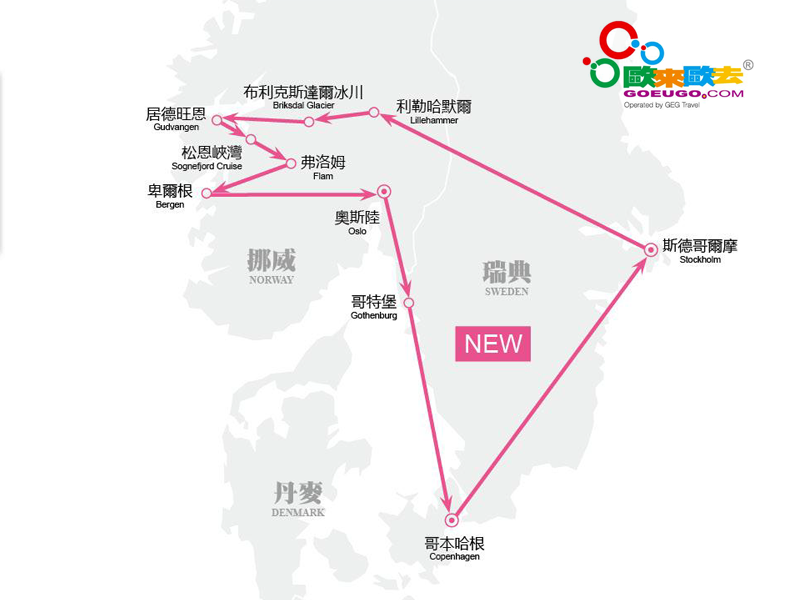 歐來歐去®
GOEUGO.COM
Operated by GEG Travel
布利克斯達爾冰川
Briksdal Glacier
利勒哈默爾
Lillehammer
居德旺恩
Gudvangen
松恩峽灣
Sognefjord Cruise
弗洛姆
Flam
卑爾根
Bergen
奧斯陸
Oslo
斯德哥爾摩
Stockholm
挪威
NORWAY
瑞典
SWEDEN
哥特堡
Gothenburg
NEW
丹麥
DENMARK
哥本哈根
Copenhagen